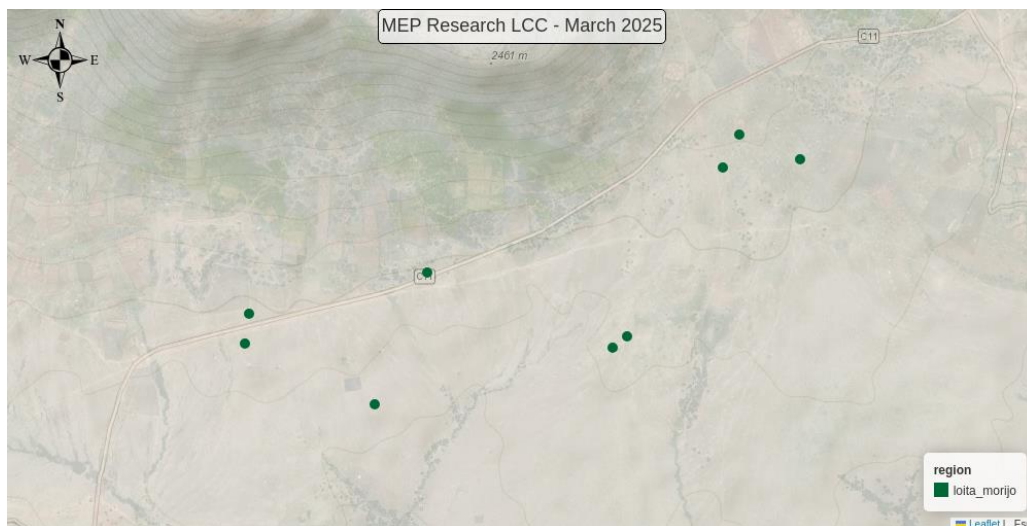 MEP Research LCC - March 2025
N
W E
S
2461 m
C11
C11
region
loita_morijo
Leaflet |